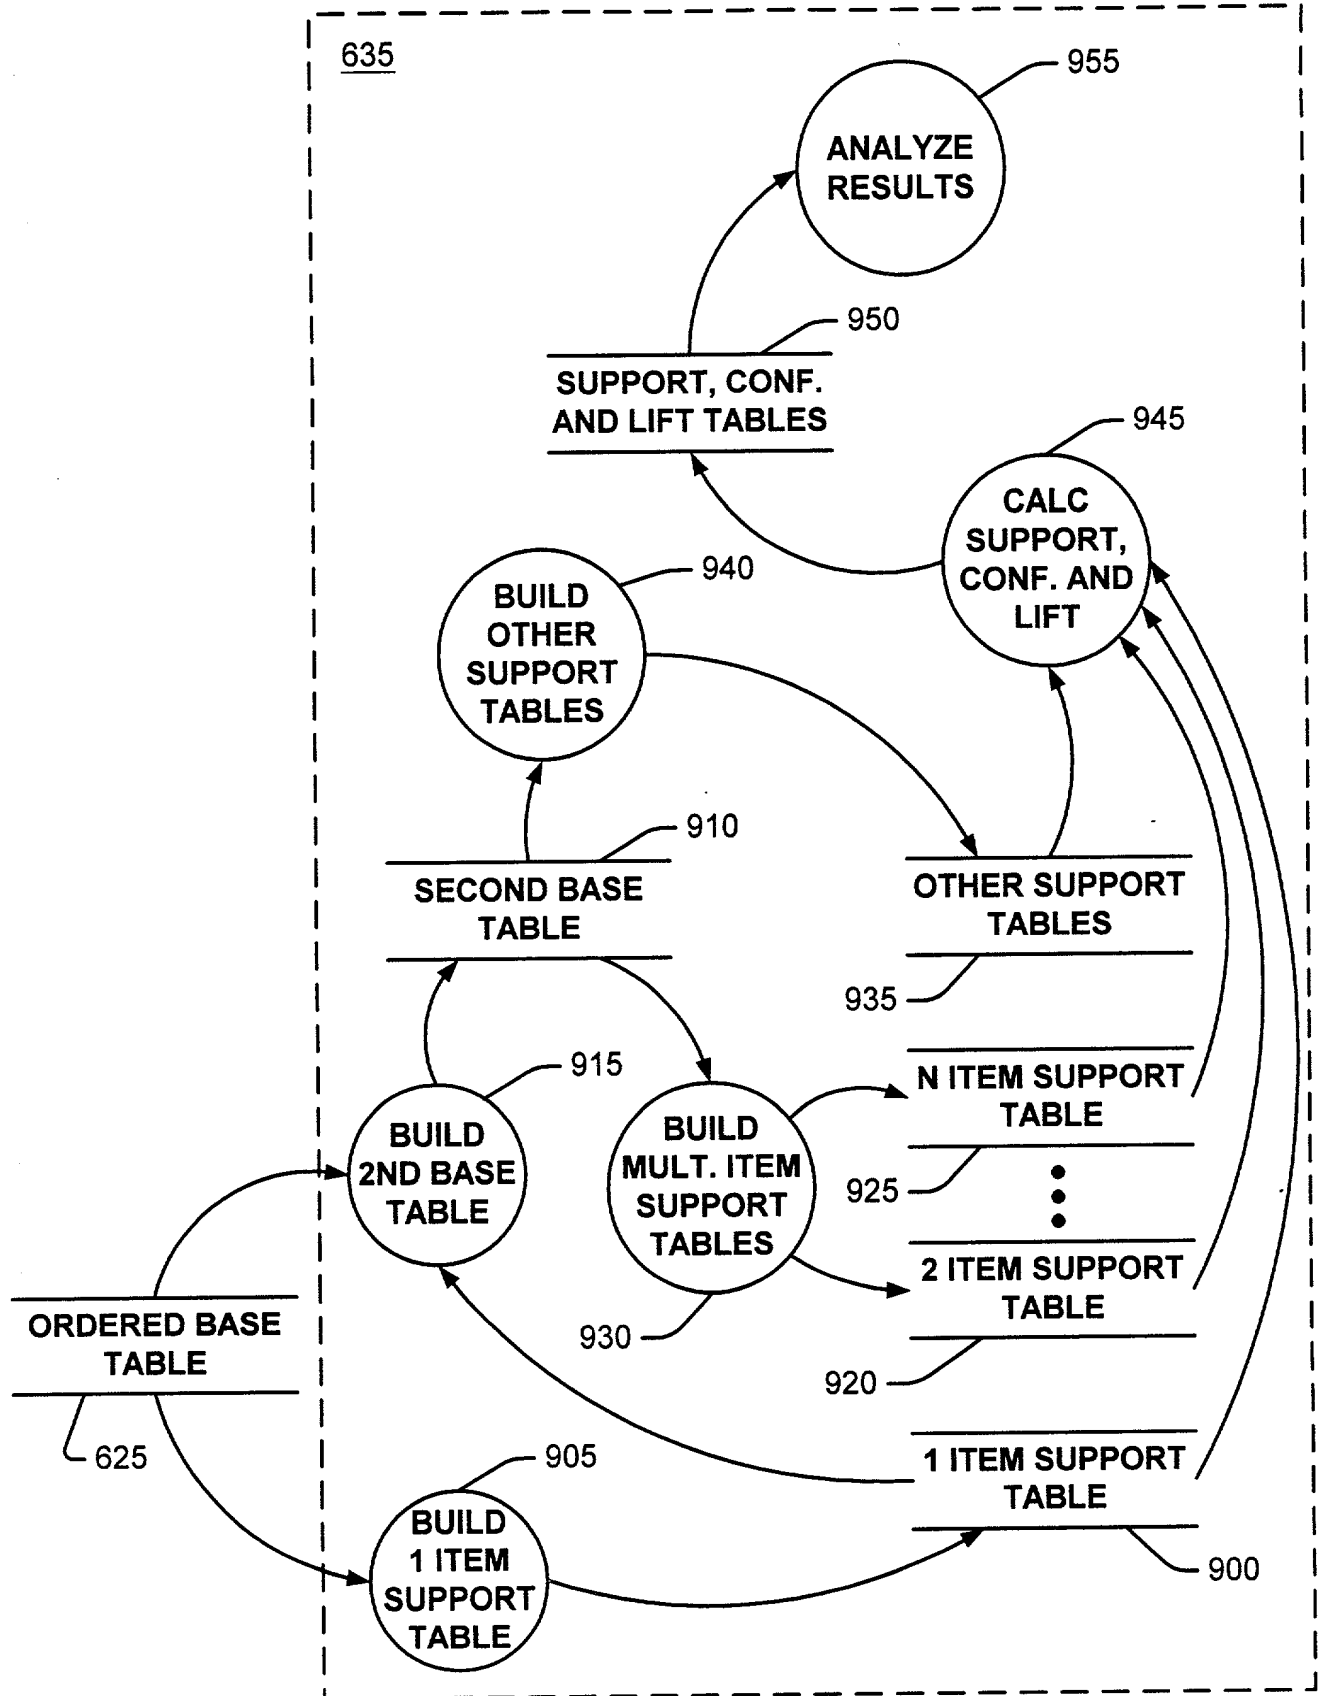 635
955
ANALYZE
RESULTS
950
SUPPORT, CONF.
AND LIFT TABLES
945
CALC
SUPPORT,
CONF. AND
LIFT
940
BUILD
OTHER
SUPPORT
TABLES
910
SECOND BASE
TABLE
OTHER SUPPORT
TABLES
935
915
BUILD
2ND BASE
TABLE
BUILD
MULT. ITEM
SUPPORT
TABLES
930
N ITEM SUPPORT
TABLE
925
2 ITEM SUPPORT
TABLE
920
ORDERED BASE
TABLE
625
905
BUILD
1 ITEM
SUPPORT
TABLE
1 ITEM SUPPORT
TABLE
900